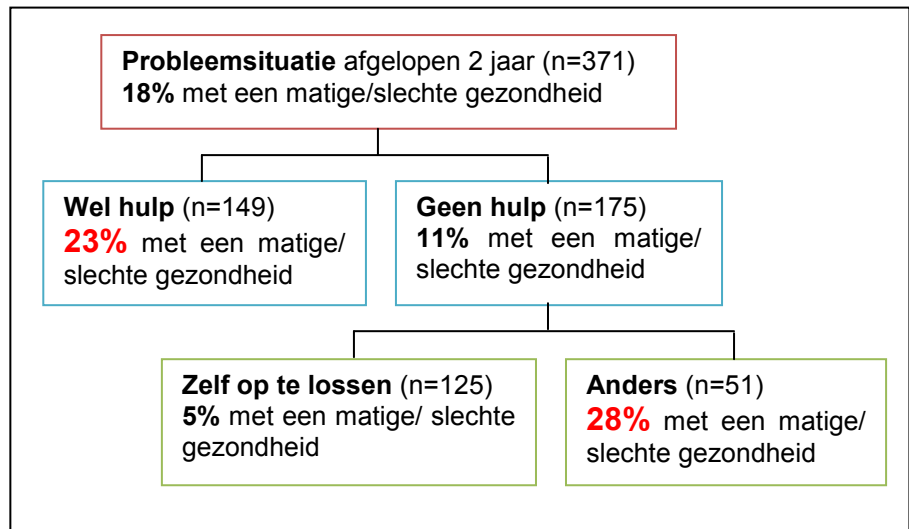 Probleemsituatie afgelopen 2 jaar (n=371)
18% met een matige/slechte gezondheid
Wel hulp (n=149)
23% met een matige/
slechte gezondheid
Geen hulp (n=175)
11% met een matige/
slechte gezondheid
Zelf op te lossen (n=125)
5% met een matige/ slechte
gezondheid
Anders (n=51)
28% met een matige/
slechte gezondheid